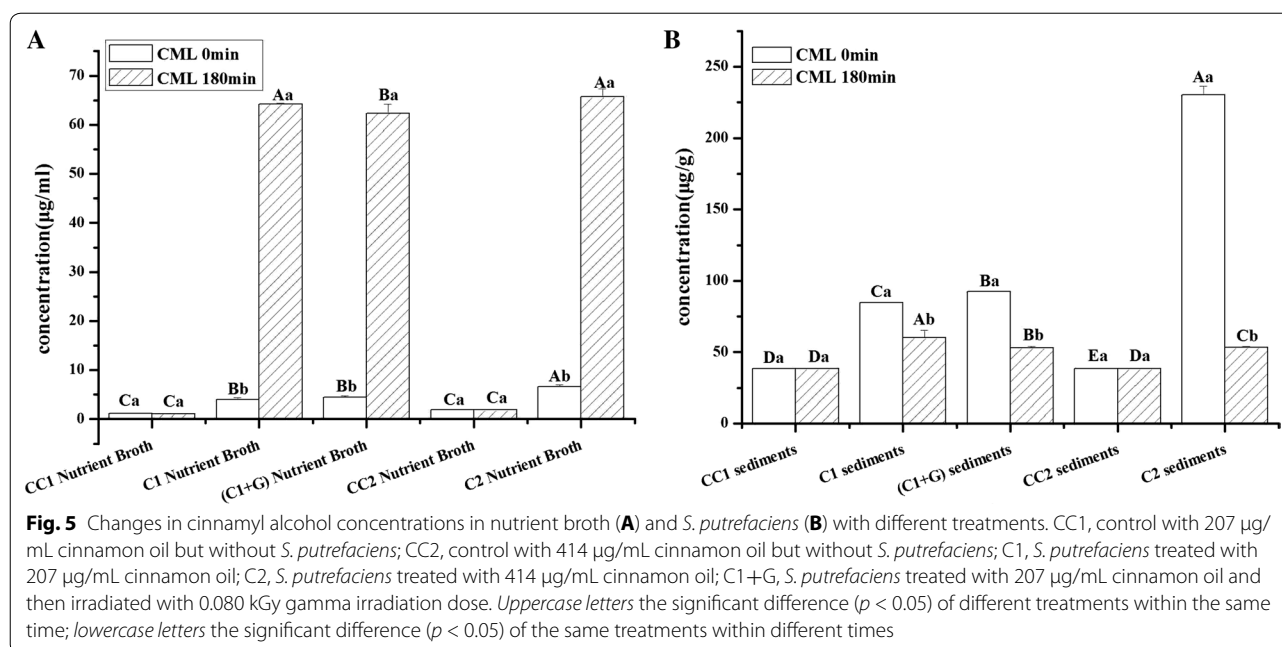 A
CML 0min
CML 180min
concentration(µg/ml)
70
60
50
40
30
20
10
0
Ca
Ca
Bb
Aa
Bb
Ba
Ca
Ca
Ab
Aa
CC1 Nutrient Broth
C1 Nutrient Broth
(C1+G) Nutrient Broth
CC2 Nutrient Broth
C2 Nutrient Broth
B
CML 0min
CML 180min
concentration(µg/g)
250
200
150
100
50
0
Da
Da
Ca
Ab
Ba
Bb
Ea
Da
Aa
Cb
CC1 sediments
C1 sediments
(C1+G) sediments
CC2 sediments
C2 sediments
Fig. 5 Changes in cinnamyl alcohol concentrations in nutrient broth (A) and S. putrefaciens (B) with different treatments. CC1, control with 207 µg/
mL cinnamon oil but without S. putrefaciens; CC2, control with 414 µg/mL cinnamon oil but without S. putrefaciens; C1, S. putrefaciens treated with
207 µg/mL cinnamon oil; C2, S. putrefaciens treated with 414 µg/mL cinnamon oil; C1+G, S. putrefaciens treated with 207 µg/mL cinnamon oil and
then irradiated with 0.080 kGy gamma irradiation dose. Uppercase letters the significant difference (p < 0.05) of different treatments within the same
time; lowercase letters the significant difference (p < 0.05) of the same treatments within different times